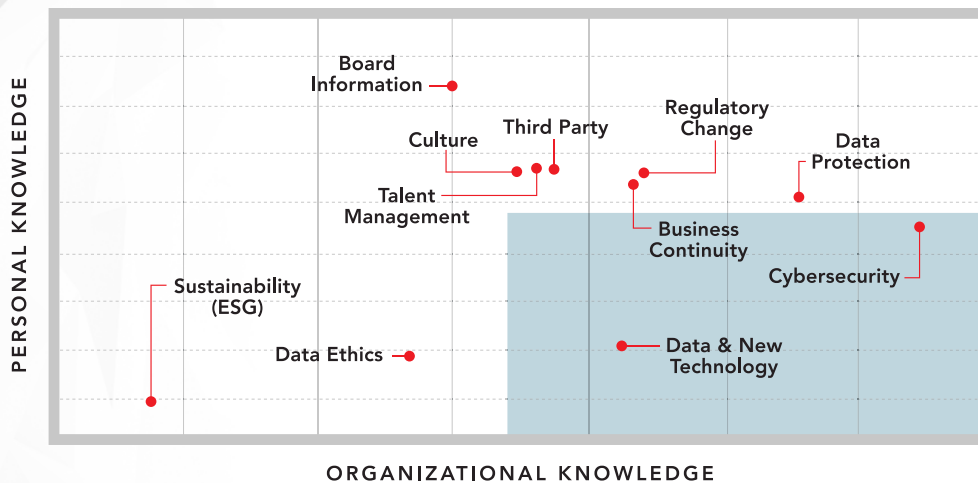 PERSONAL KNOWLEDGE
Board
Information
Culture
Third Party
Regulatory
Change
Data
Protection
Talent
Management
Business
Continuity
Cybersecurity
Sustainability
(ESG)
Data Ethics
Data & New
Technology
ORGANIZATIONAL KNOWLEDGE